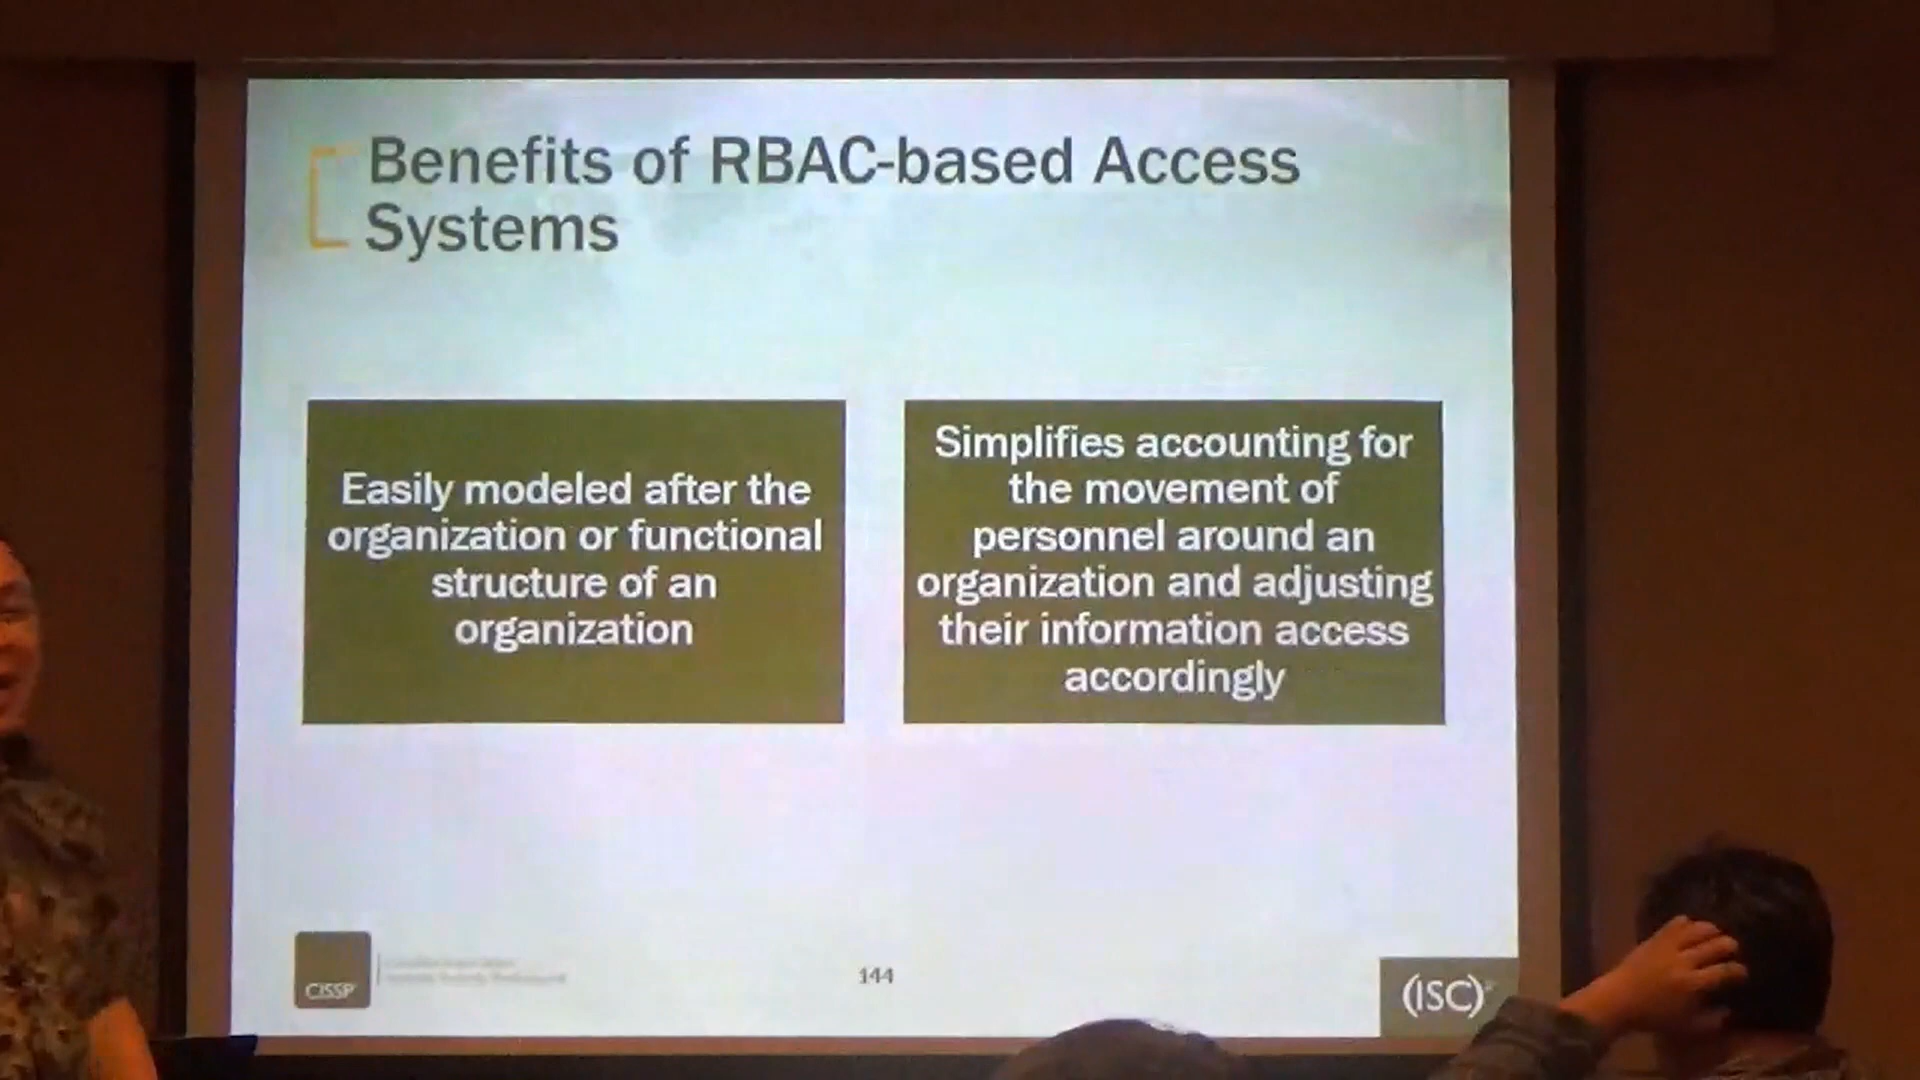 Benefits of RBAC-based Access
Systems
Easily modeled after the
organization or functional
structure of an
organization
Simplifies accounting for
the movement of
personnel around an
organization and adjusting
their information access
accordingly
CISSP
144
(ISC)²